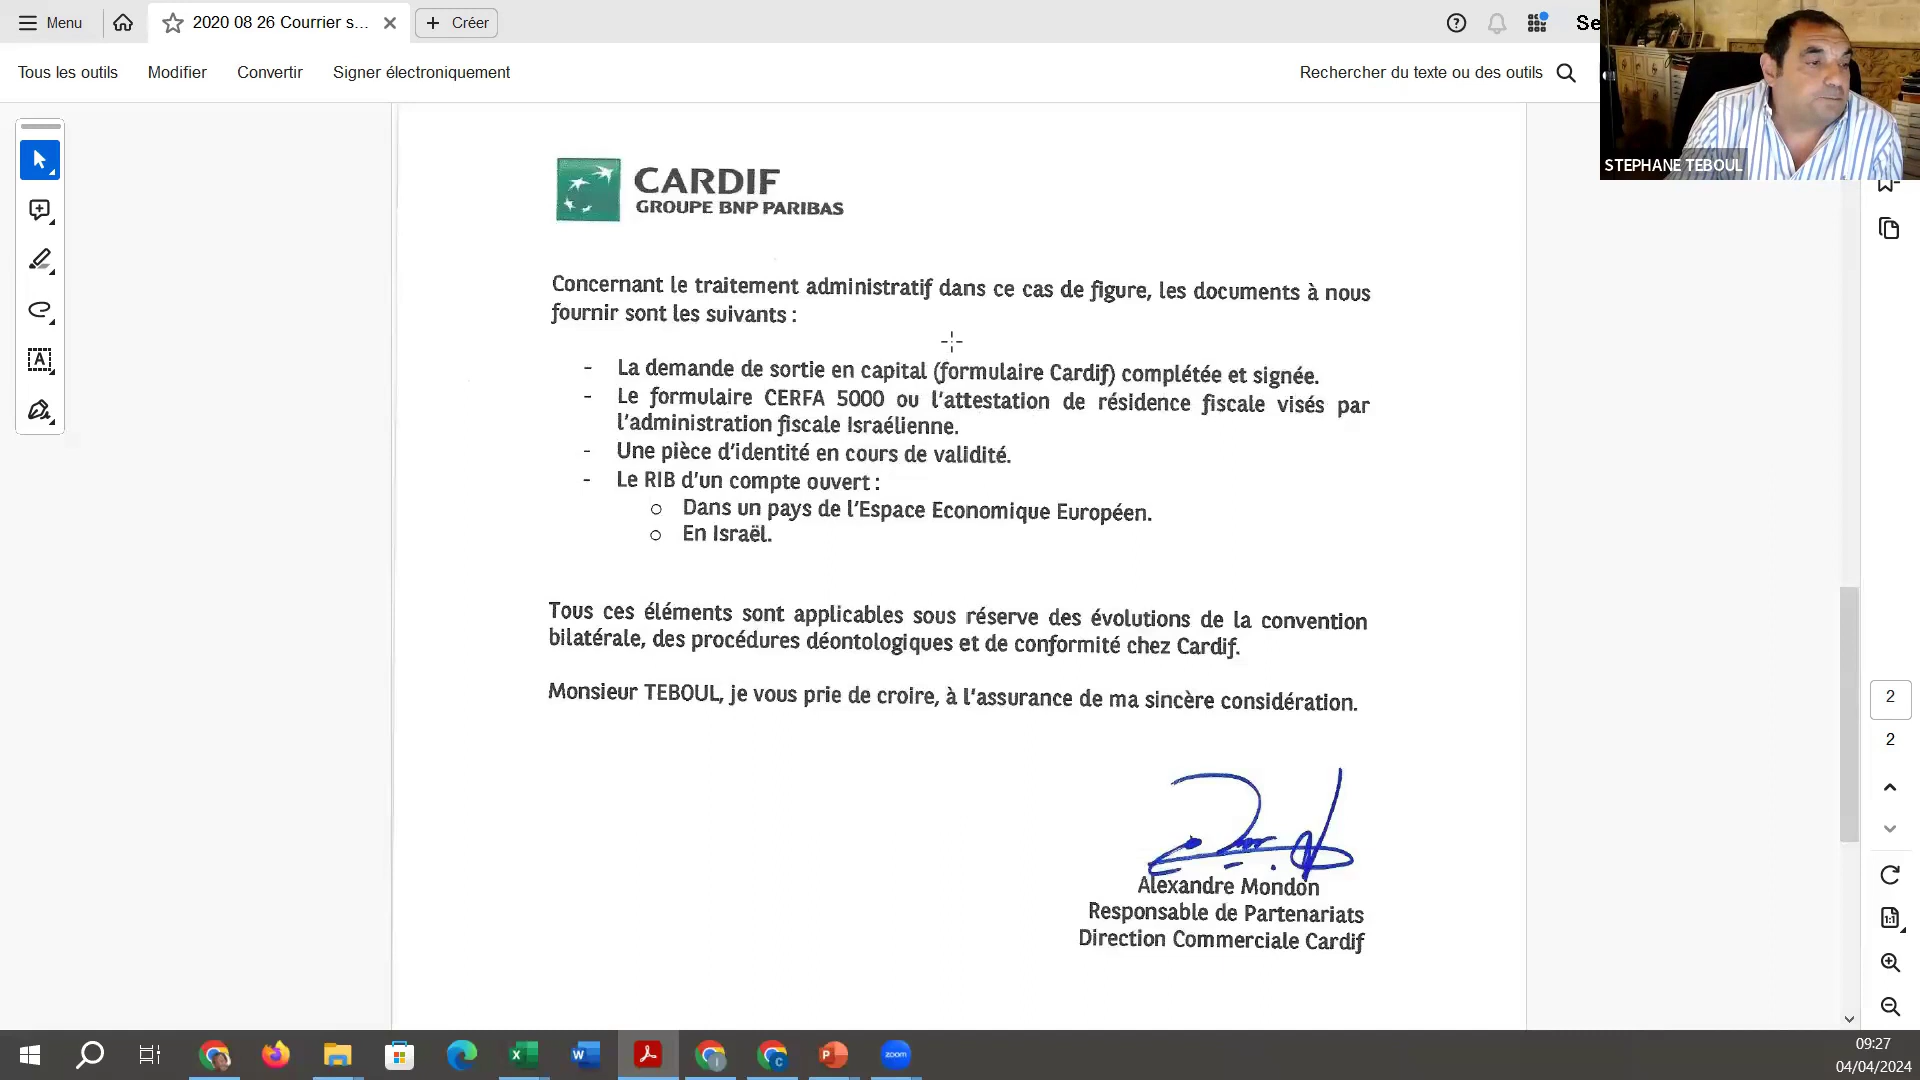 Menu
2020 08 26 Courrier s...
Créer
Se
Tous les outils
Modifier
Convertir
Signer électroniquement
Rechercher du texte ou des outils
STEPHANE TEBOUL
CARDIF
GROUPE BNP PARIBAS
Concernant le traitement administratif dans ce cas de figure, les documents à nous
fournir sont les suivants :
- La demande de sortie en capital (formulaire Cardif) complétée et signée.
- Le formulaire CERFA 5000 ou l'attestation de résidence fiscale visés par
l'administration fiscale Israélienne.
- Une pièce d'identité en cours de validité.
- Le RIB d'un compte ouvert :
o Dans un pays de l'Espace Economique Européen.
o En Israël.
Tous ces éléments sont applicables sous réserve des évolutions de la convention
bilatérale, des procédures déontologiques et de conformité chez Cardif.
Monsieur TEBOUL, je vous prie de croire, à l'assurance de ma sincère considération.
Alexandre Mondon
Responsable de Partenariats
Direction Commerciale Cardif
2
2
09:27
04/04/2024